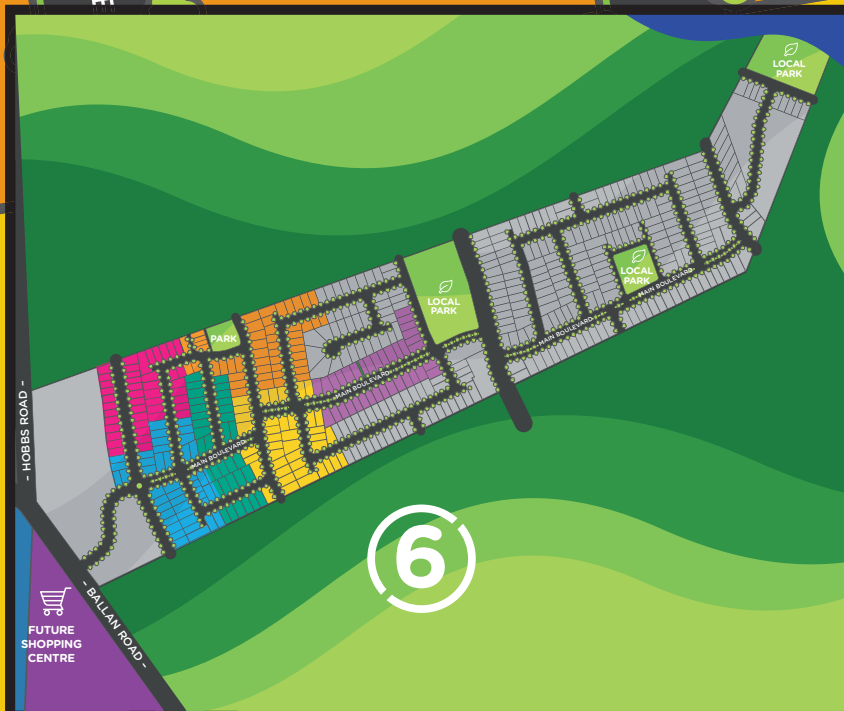 LOCAL
PARK
LOCAL
PARK
MAIN BOULEVARD
LOCAL
PARK
MAIN BOULEVARD
PARK
MAIN BOULEVARD
MAIN BOULEVARD
- HOBBS ROAD -
6
- BALLAN ROAD -
FUTURE
SHOPPING
CENTRE